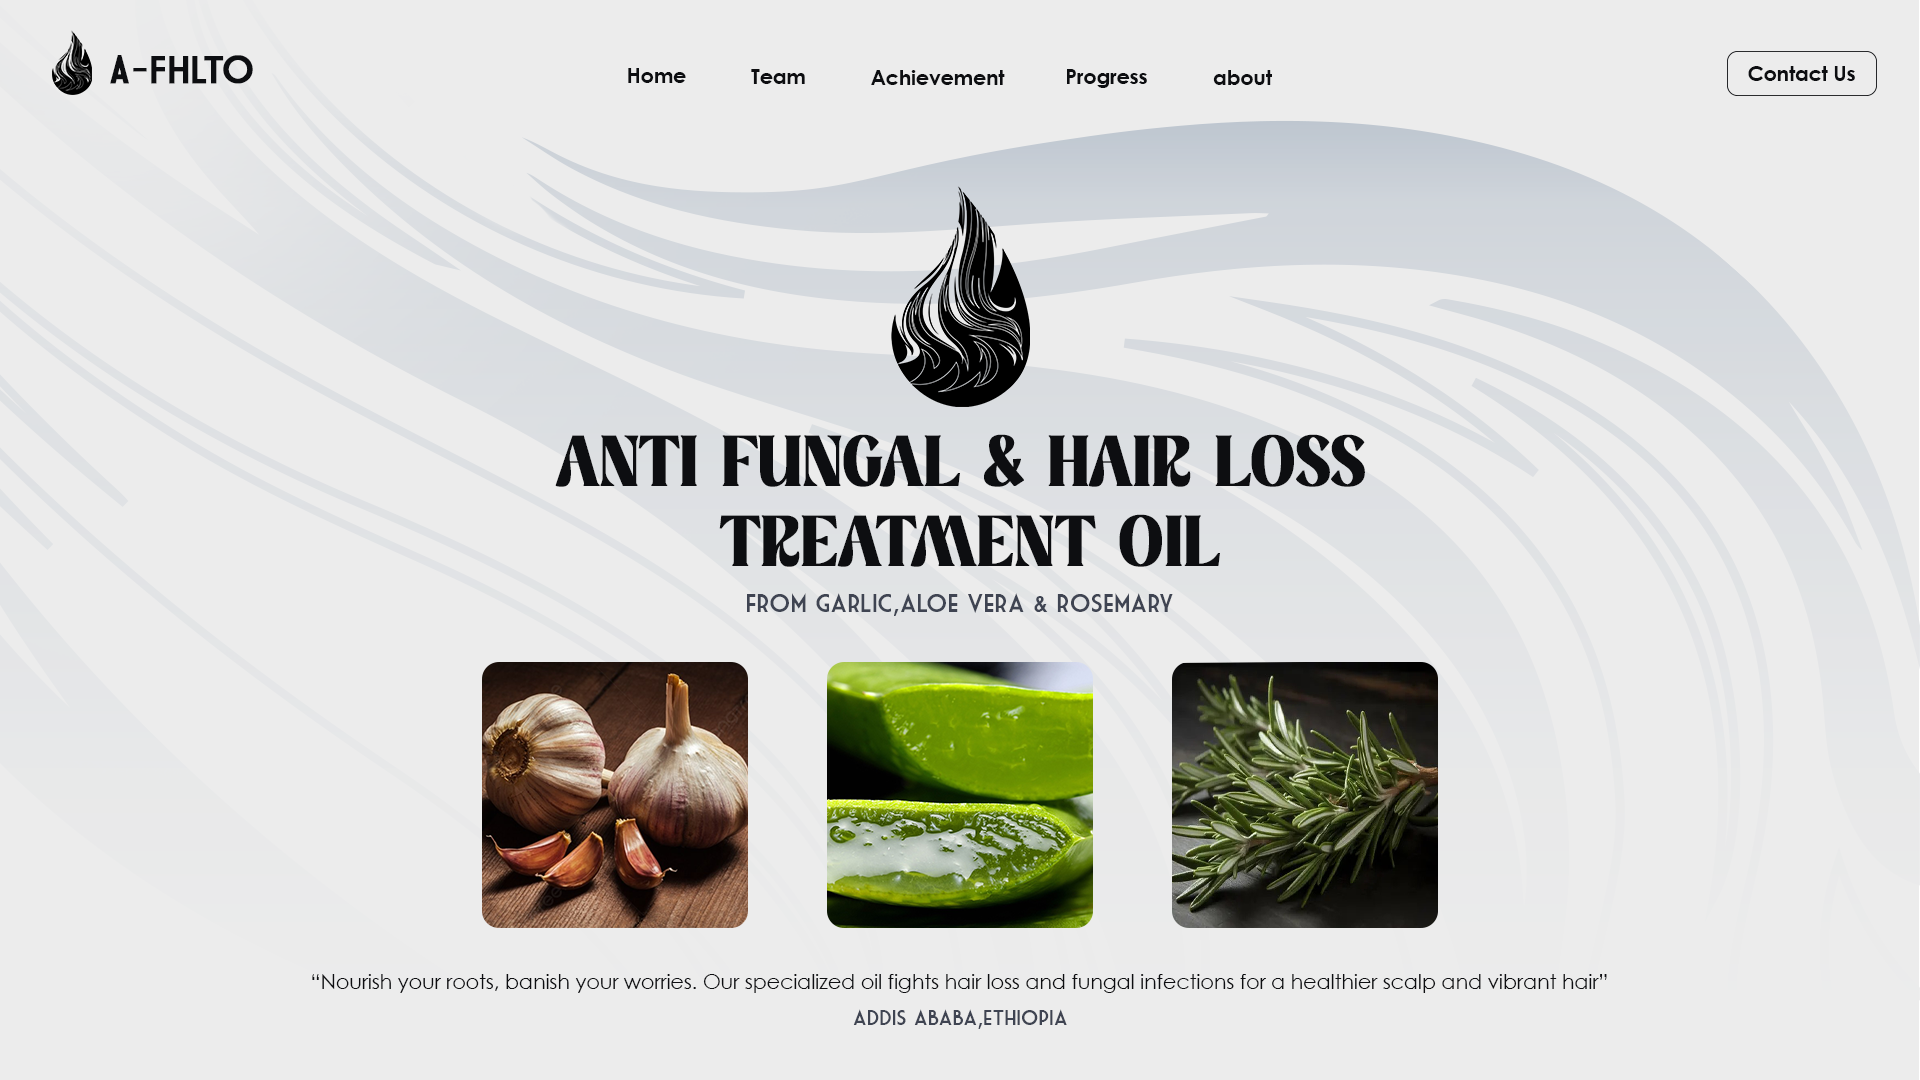 A-FHLTO
Home
Team
Achievement
Progress
about
Contact Us
ANTI FUNGAL & HAIR LOSS
TREATMENT OIL
FROM GARLIC,ALOE VERA & ROSEMARY
“Nourish your roots, banish your worries. Our specialized oil fights hair loss and fungal infections for a healthier scalp and vibrant hair”
ADDIS ABABA,ETHIOPIA